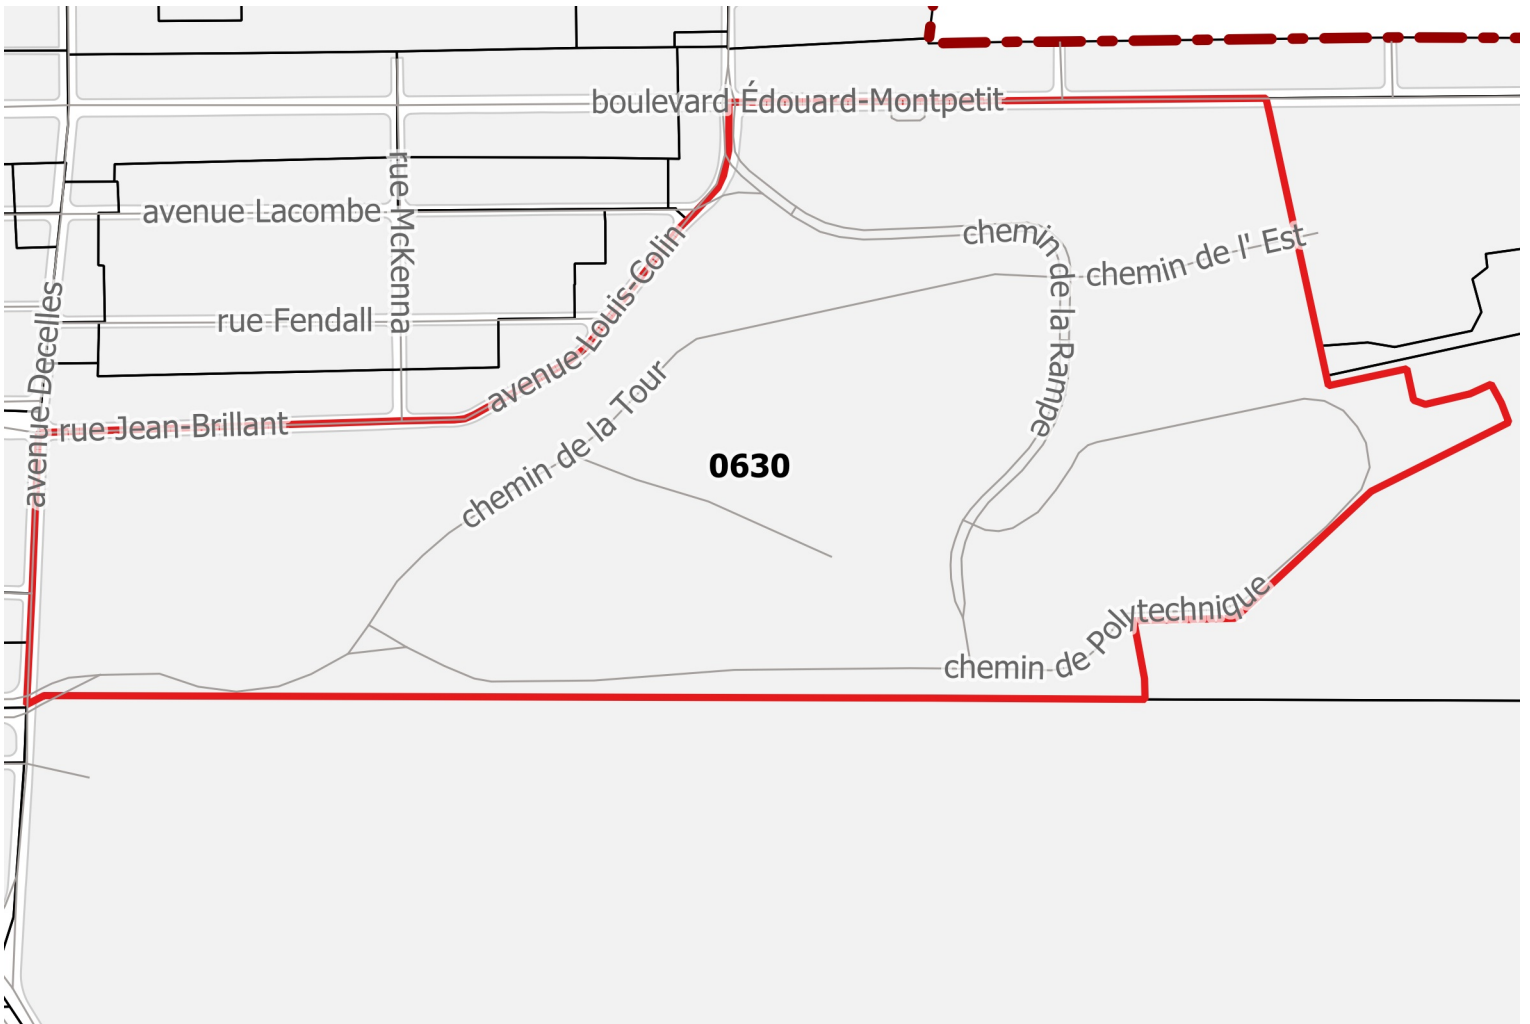 boulevard Édouard-Montpetit
rue McKenna
avenue Lacombe
avenue Louis-Colin
chemin de la Rampe
chemin de l' Est
avenue Decelles
rue Fendall
chemin de la Tour
rue Jean-Brillant
0630
chemin de Polytechnique